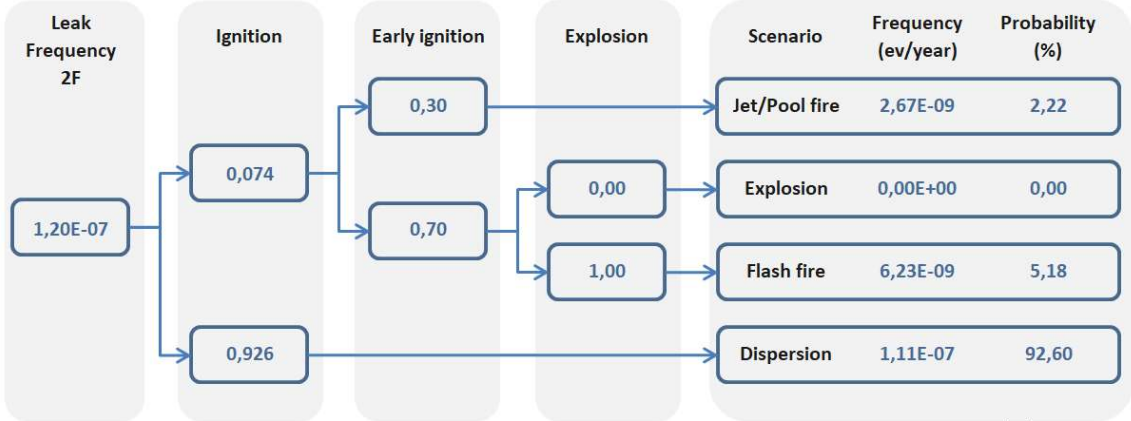 Leak
Frequency
2F
Ignition
Early ignition
Explosion
Scenario
Frequency
(ev/year)
Probability
(%)
0,30
Jet/Pool fire
2,67E-09
2,22
0,074
0,00
Explosion
0,00E+00
0,00
1,20E-07
0,70
1,00
Flash fire
6,23E-09
5,18
0,926
Dispersion
1,11E-07
92,60